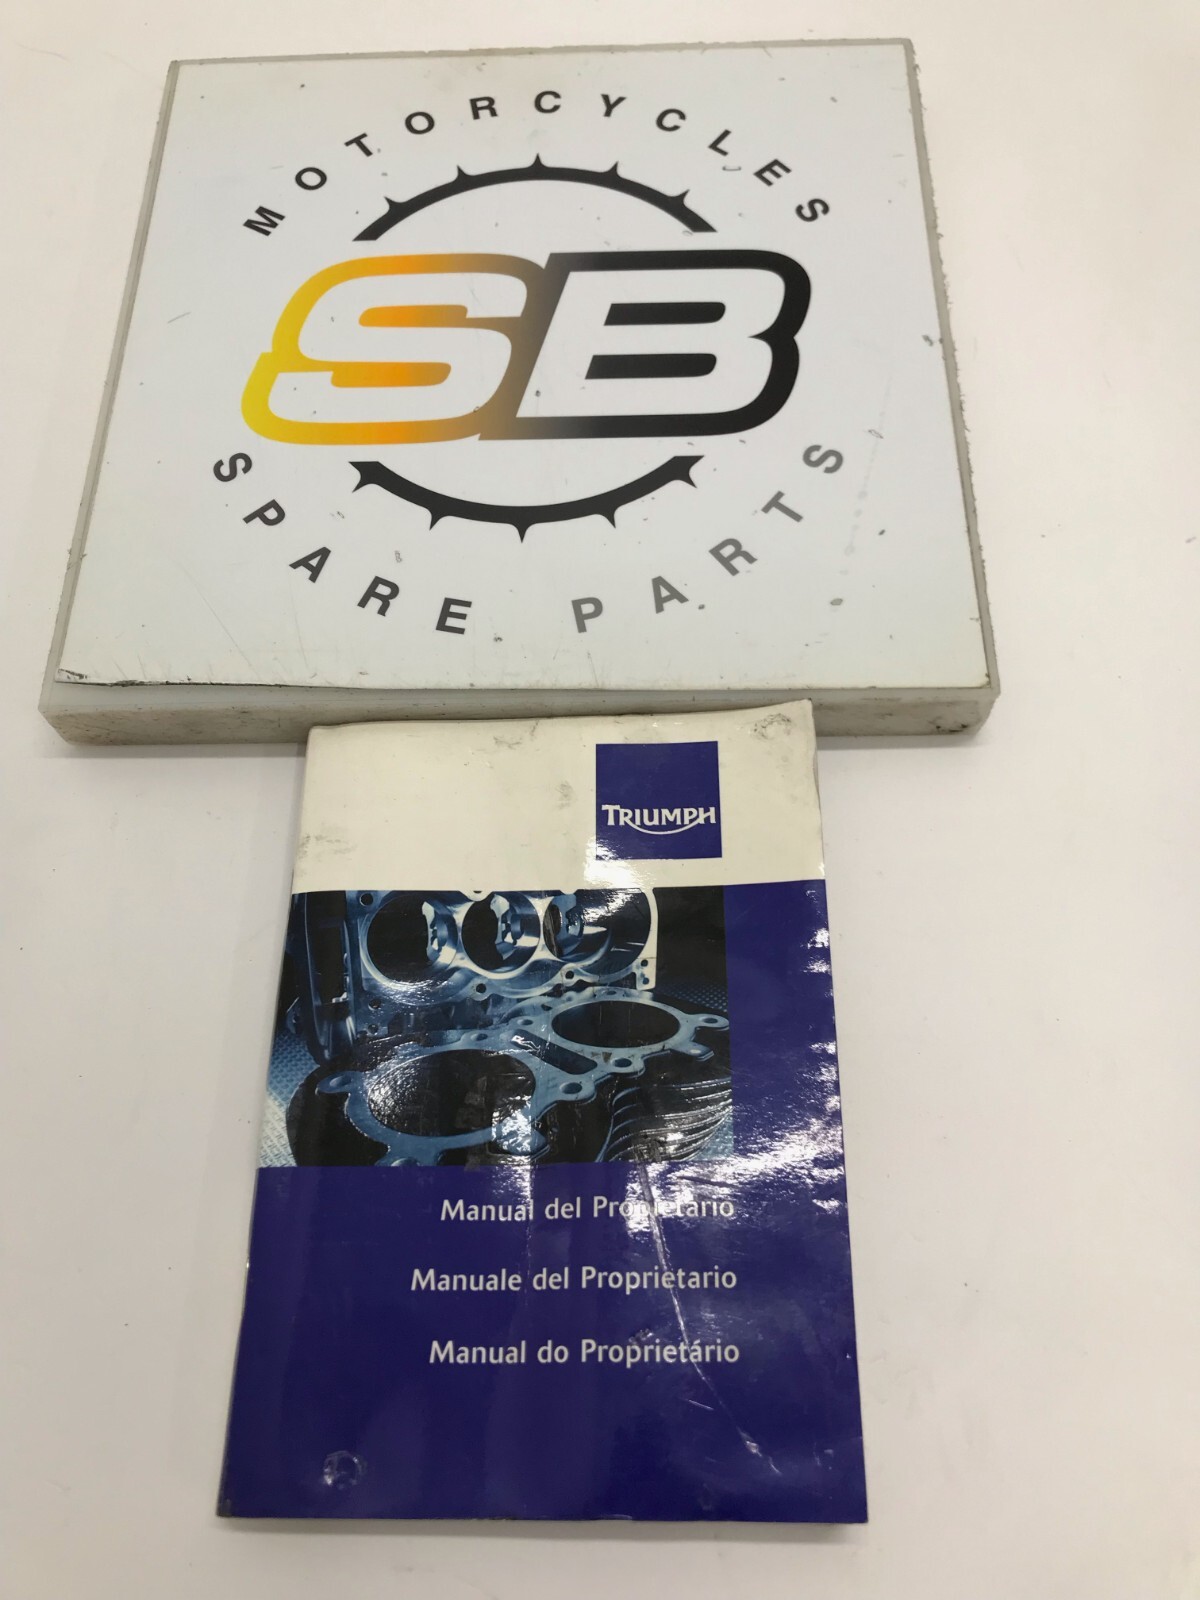 MOTORCYCLES
SB
SPARE PARTS
TRIUMPH
Manual del Propietario
Manuale del Proprietario
Manual do Proprietário